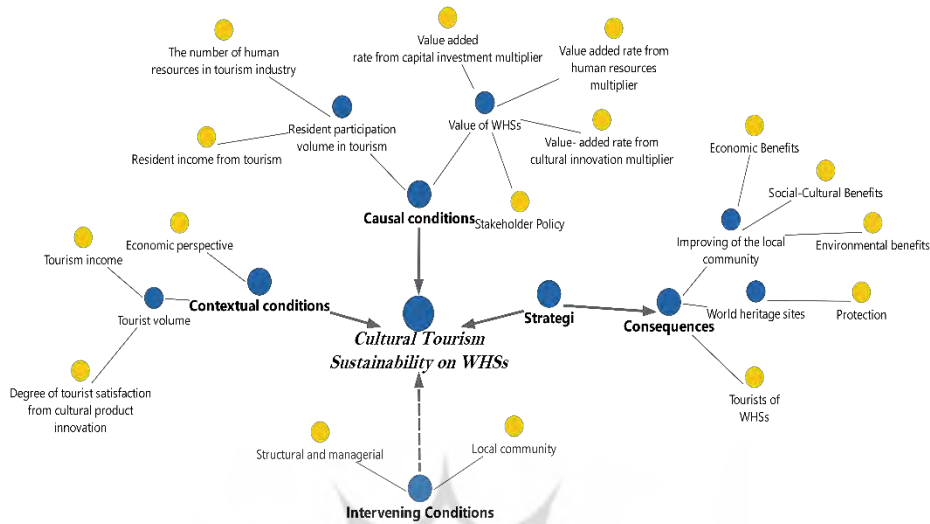 The number of human
resources in tourism industry
Value added
rate from capital investment multiplier
Value added rate from
human resources
multiplier
Resident participation
volume in tourism
Value of WHSs
Resident income from tourism
Value- added rate from
cultural innovation multiplier
Economic Benefits
Social-Cultural Benefits
Causal conditions
Stakeholder Policy
Improving of the local
community
Environmental benefits
Economic perspective
Tourism income
Contextual conditions
Tourist volume
Strategi
Consequences
World heritage sites
Protection
Cultural Tourism
Sustainability on WHSs
Degree of tourist satisfaction
from cultural product
innovation
Tourists of
WHSs
Structural and managerial
Local community
Intervening Conditions